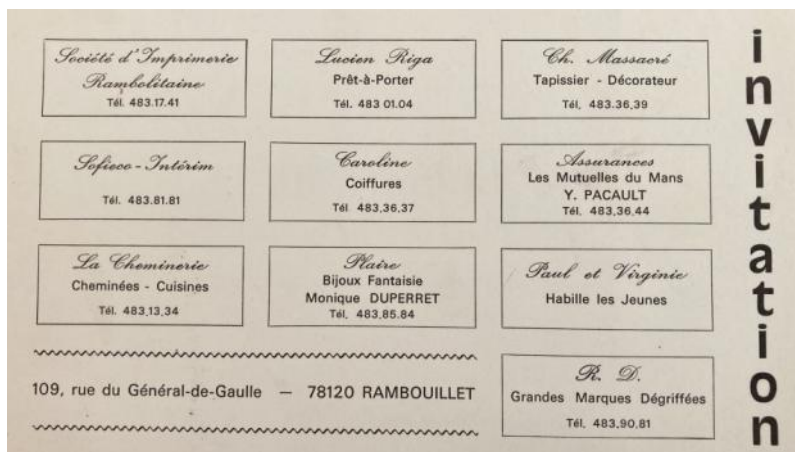 Société d'Imprimerie
Rambolitaine
Tél. 483.17.41
Lucien Riga
Prêt-à-Porter
Tél. 483 01.04
Ch. Massacré
Tapissier - Décorateur
Tél. 483.36,39
Sofieco - Intérim
Tél. 483.81.81
Caroline
Coiffures
Tél 483,36,37
Assurances
Les Mutuelles du Mans
Y. PACAULT
Tél. 483,36,44
La Cheminerie
Cheminées - Cuisines
Tél. 483,13,34
Plaire
Bijoux Fantaisie
Monique DUPERRET
Tél. 483,85.84
Paul et Virginie
Habille les Jeunes
R. D.
Grandes Marques Dégriffées
Tél. 483,90,81
109, rue du Général-de-Gaulle — 78120 RAMBOUILLET
invitation